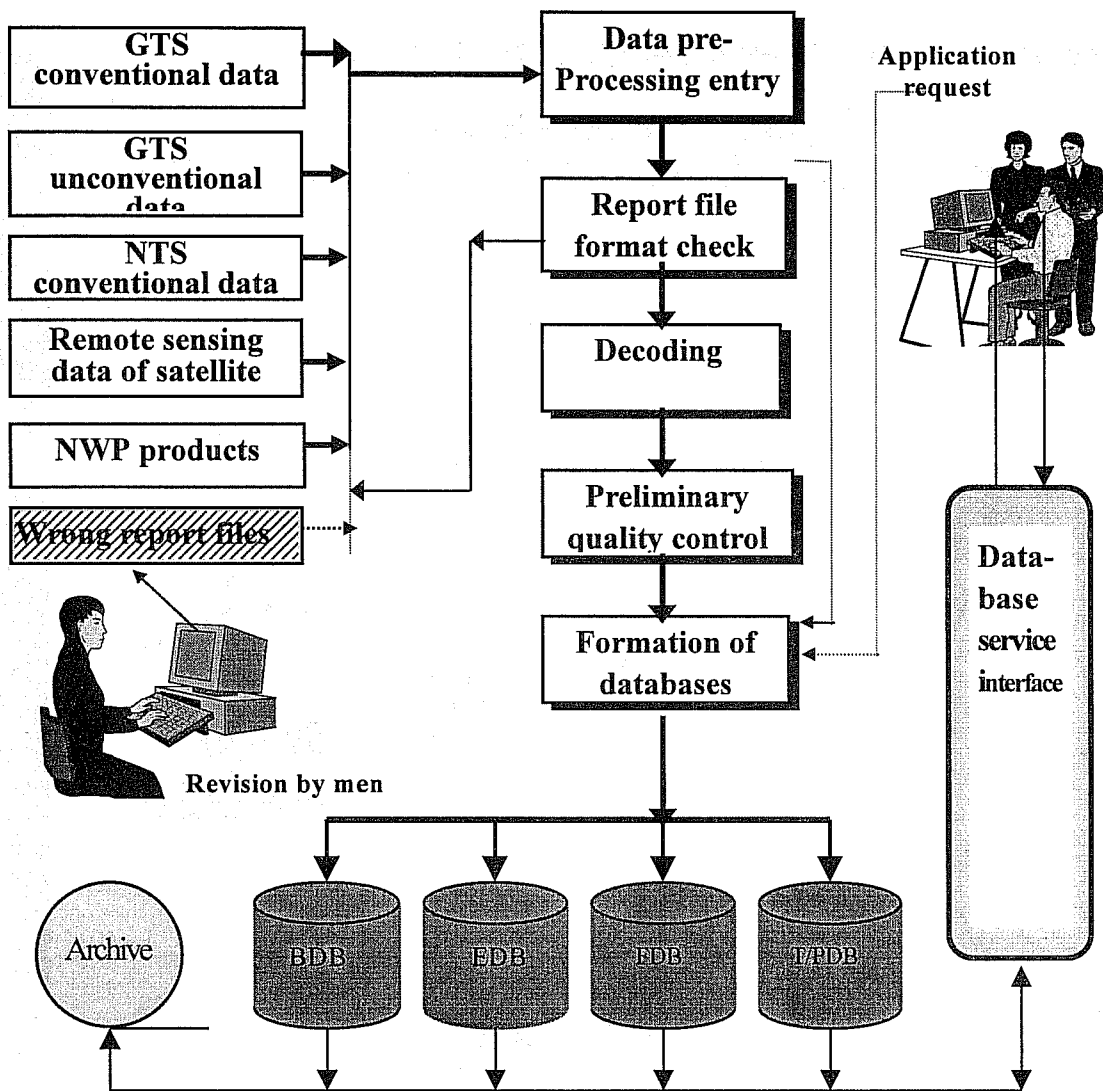 GTS
conventional data
GTS
unconventional
data
NTS
conventional data
Remote sensing
data of satellite
NWP products
Wrong report files
Revision by men
Data pre-
Processing entry
Report file
format check
Decoding
Preliminary
quality control
Formation of
databases
Application
request
Data-
base
service
interface
Archive
BDB
EDB
FDB
T/PDB